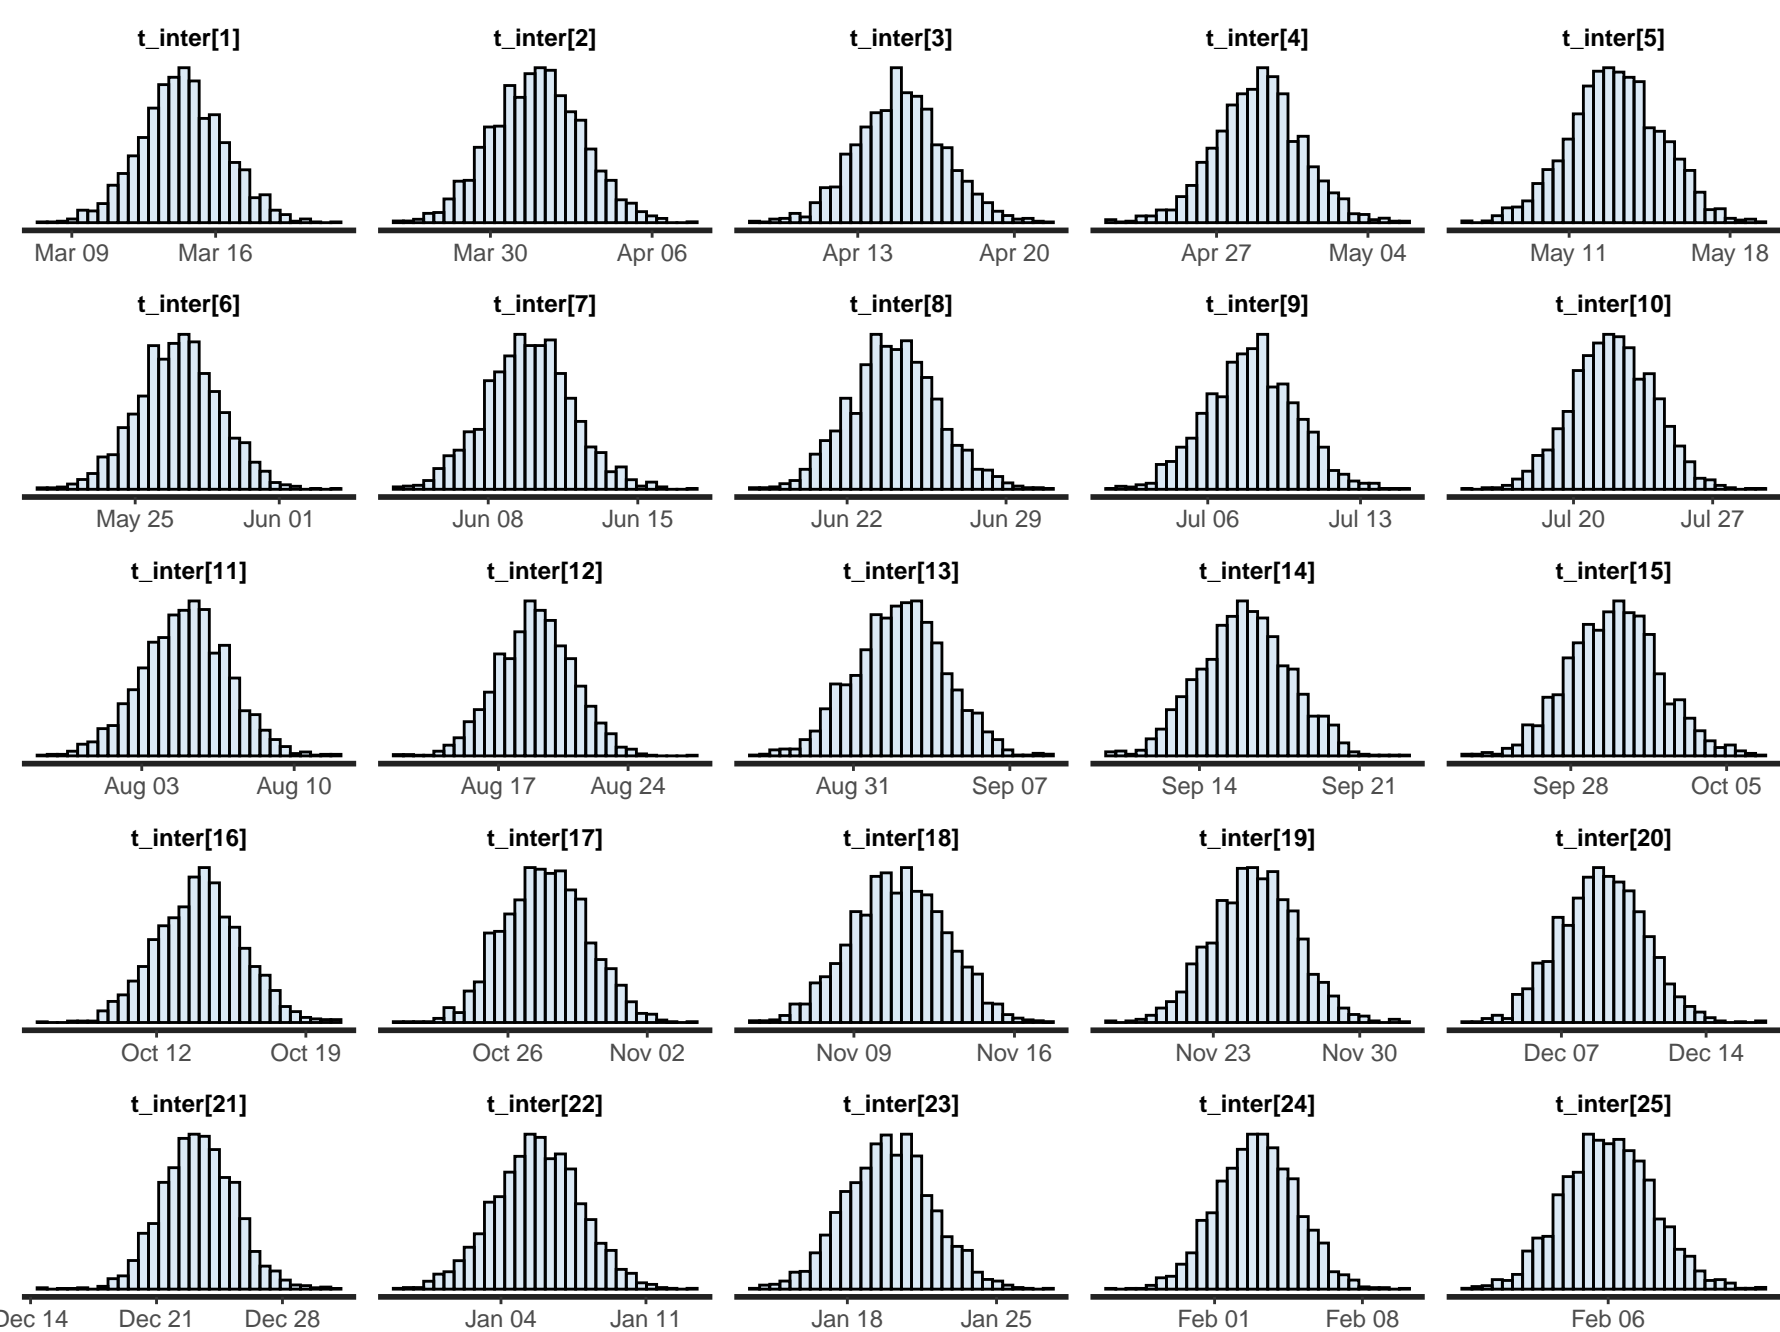 t_inter[1] t_inter[2] t_inter[3] t_inter[4] t_inter[5]
Mar 09 Mar 16 Mar 30 Apr 06 Apr 13 Apr 20 Apr 27 May 04 May 11 May 18
t_inter[6] t_inter[7] t_inter[8] t_inter[9] t_inter[10]
May 25 Jun 01 Jun 08 Jun 15 Jun 22 Jun 29 Jul 06 Jul 13 Jul 20 Jul 27
t_inter[11] t_inter[12] t_inter[13] t_inter[14] t_inter[15]
Aug 03 Aug 10 Aug 17 Aug 24 Aug 31 Sep 07 Sep 14 Sep 21 Sep 28 Oct 05
t_inter[16] t_inter[17] t_inter[18] t_inter[19] t_inter[20]
Oct 12 Oct 19 Oct 26 Nov 02 Nov 09 Nov 16 Nov 23 Nov 30 Dec 07 Dec 14
t_inter[21] t_inter[22] t_inter[23] t_inter[24] t_inter[25]
Dec 14 Dec 21 Dec 28 Jan 04 Jan 11 Jan 18 Jan 25 Feb 01 Feb 08 Feb 06